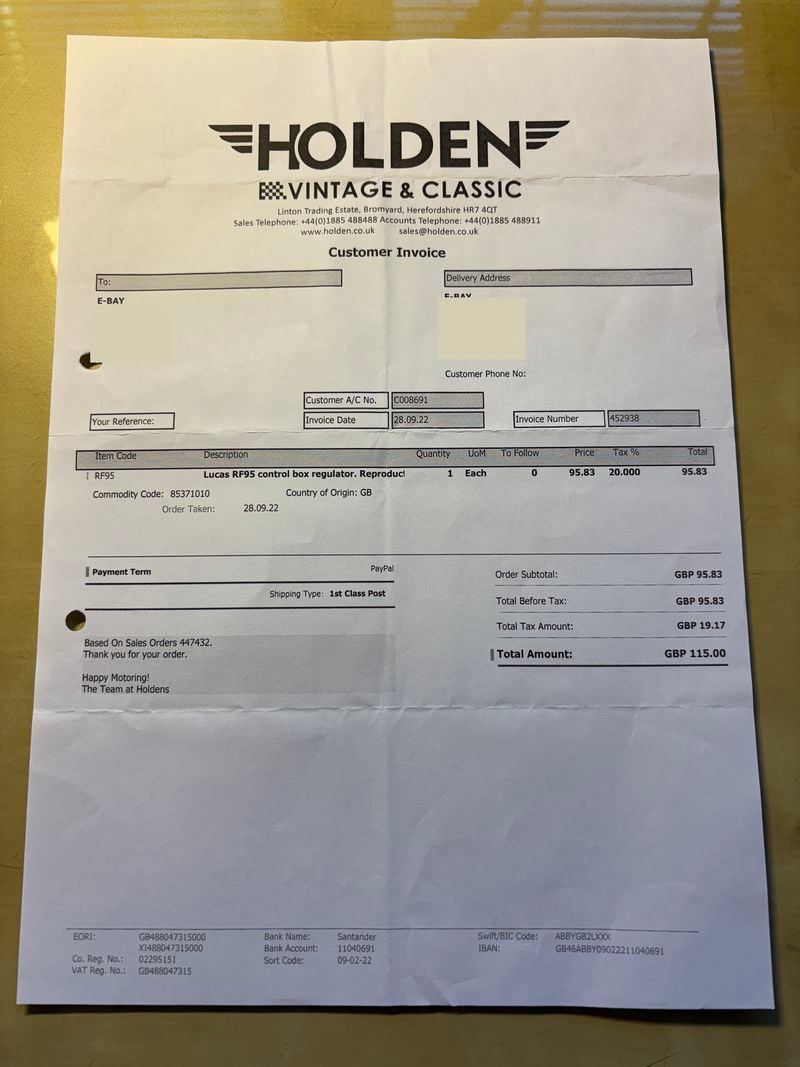 HOLDEN
VINTAGE & CLASSIC
Linton Trading Estate, Bromyard, Herefordshire HR7 4QT
Sales Telephone: +44(0)1885 488488 Accounts Telephone: +44(0)1885 488911
www.holden.co.uk sales@holden.co.uk
Customer Invoice
To:
E-BAY
Delivery Address
E-BAY
Customer Phone No:
Customer A/C No. C008691
Your Reference: Invoice Date 28.09.22 Invoice Number 452938
Item Code Description Quantity UoM To Follow Price Tax % Total
1 RF95 Lucas RF95 control box regulator. Reproduct 1 Each 0 95.83 20.000 95.83
Commodity Code: 85371010 Country of Origin: GB
Order Taken: 28.09.22
Payment Term PayPal
Shipping Type: 1st Class Post
Order Subtotal: GBP 95.83
Total Before Tax: GBP 95.83
Total Tax Amount: GBP 19.17
Total Amount: GBP 115.00
Based On Sales Orders 447432.
Thank you for your order.
Happy Motoring!
The Team at Holdens
EORI: GB488047315000
XI488047315000
Co. Reg. No.: 02295151
VAT Reg. No.: GB488047315
Bank Name: Santander
Bank Account: 11040691
Sort Code: 09-02-22
Swift/BIC Code: ABBYGB2LXXX
IBAN: GB46ABBY09022211040691